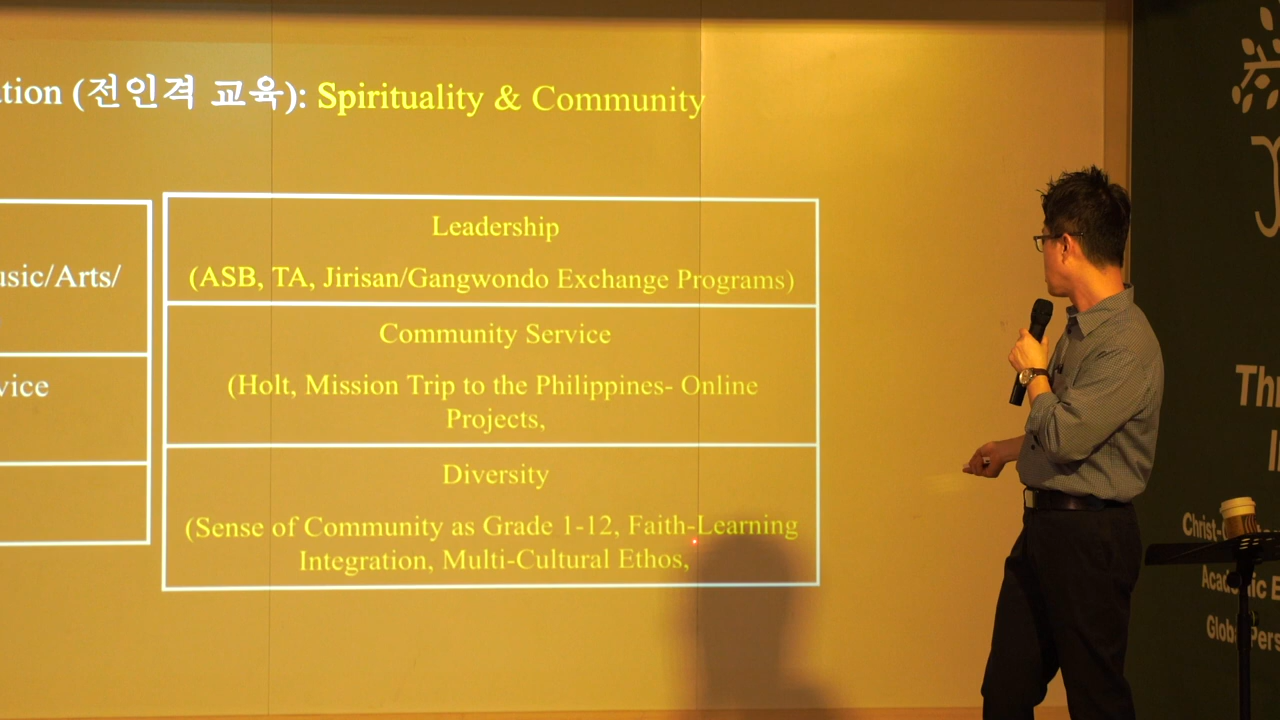 ation (전인격 교육): Spirituality & Community
usic/Arts/
vice
Leadership
(ASB, TA, Jirisan/Gangwondo Exchange Programs)
Community Service
(Holt, Mission Trip to the Philippines- Online
Projects,
Diversity
(Sense of Community as Grade 1-12, Faith-Learning
Integration, Multi-Cultural Ethos,
Christ-
Academic E
Global Pers